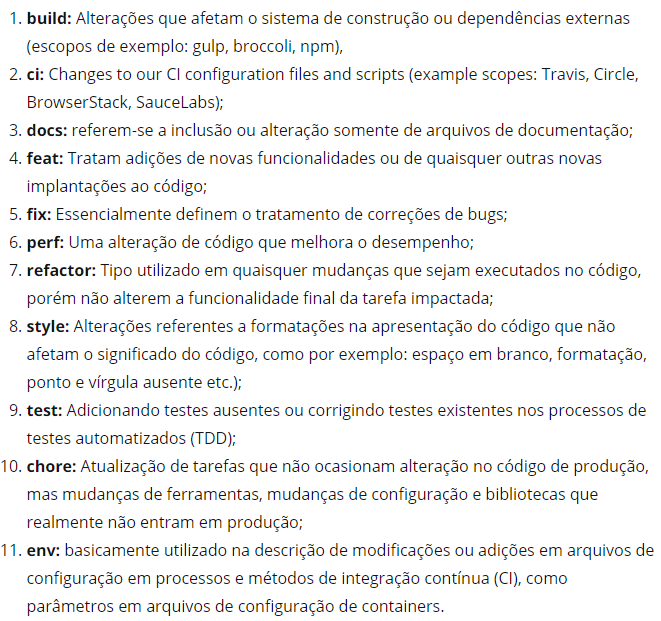 1. build: Alterações que afetam o sistema de construção ou dependências externas
(escopos de exemplo: gulp, broccoli, npm),
2. ci: Changes to our CI configuration files and scripts (example scopes: Travis, Circle,
BrowserStack, SauceLabs);
3. docs: referem-se a inclusão ou alteração somente de arquivos de documentação;
4. feat: Tratam adições de novas funcionalidades ou de quaisquer outras novas
implantações ao código;
5. fix: Essencialmente definem o tratamento de correções de bugs;
6. perf: Uma alteração de código que melhora o desempenho;
7. refactor: Tipo utilizado em quaisquer mudanças que sejam executados no código,
porém não alterem a funcionalidade final da tarefa impactada;
8. style: Alterações referentes a formatações na apresentação do código que não
afetam o significado do código, como por exemplo: espaço em branco, formatação,
ponto e vírgula ausente etc.);
9. test: Adicionando testes ausentes ou corrigindo testes existentes nos processos de
testes automatizados (TDD);
10. chore: Atualização de tarefas que não ocasionam alteração no código de produção,
mas mudanças de ferramentas, mudanças de configuração e bibliotecas que
realmente não entram em produção;
11. env: basicamente utilizado na descrição de modificações ou adições em arquivos de
configuração em processos e métodos de integração contínua (CI), como
parâmetros em arquivos de configuração de containers.